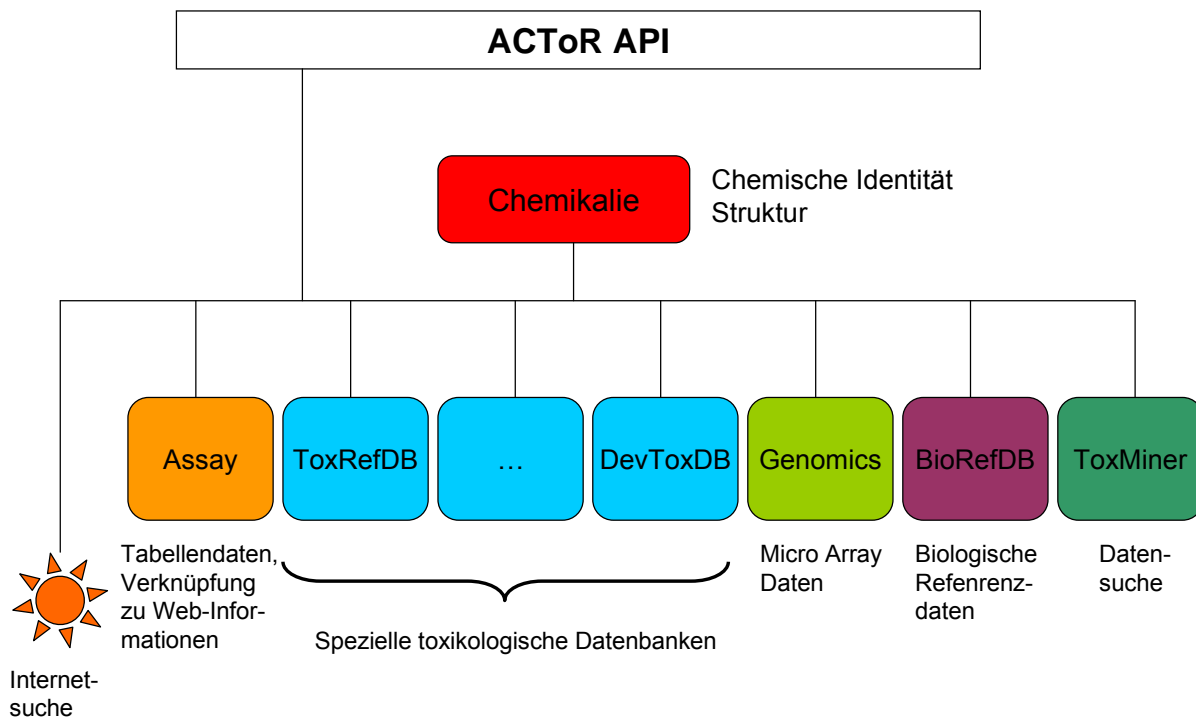 ACToR API
Chemikalie
Chemische Identität
Struktur
Assay
ToxRefDB
...
DevToxDB
Genomics
BioRefDB
ToxMiner
Tabellendaten,
Verknüpfung
zu Web-Infor-
mationen
Spezielle toxikologische Datenbanken
Micro Array
Daten
Biologische
Refenrenz-
daten
Daten-
suche
Internet-
suche